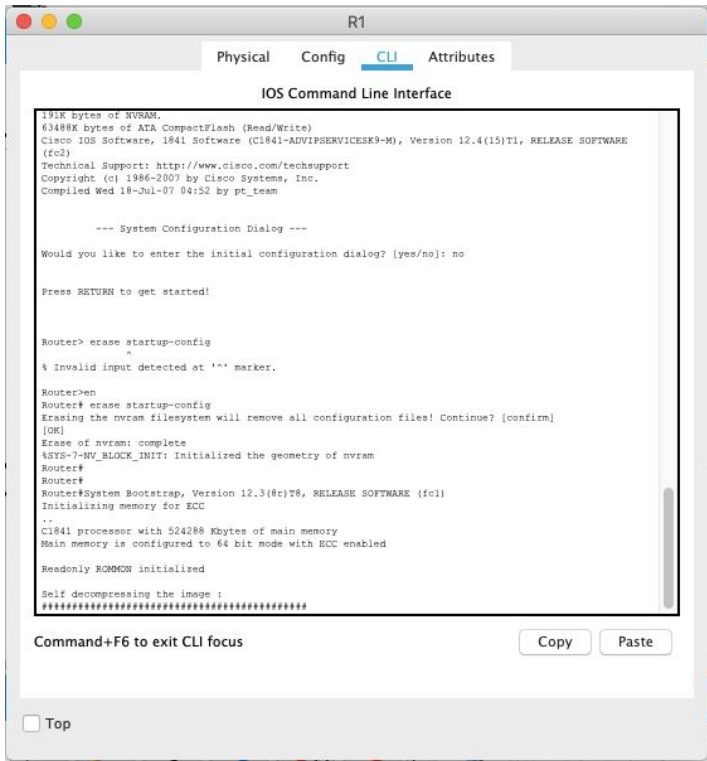 R1
Physical Config CLI Attributes
IOS Command Line Interface
191K bytes of NVRAM.
63488K bytes of ATA CompactFlash (Read/Write)
Cisco IOS Software, 1841 Software (C1841-ADVIPSERVICESK9-M), Version 12.4(15)T1, RELEASE SOFTWARE
(fc2)
Technical Support: http://www.cisco.com/techsupport
Copyright (c) 1986-2007 by Cisco Systems, Inc.
Compiled Wed 18-Jul-07 04:52 by pt_team
--- System Configuration Dialog ---
Would you like to enter the initial configuration dialog? [yes/no]: no
Press RETURN to get started!
Router> erase startup-config
^
% Invalid input detected at '^' marker.
Router>en
Router# erase startup-config
Erasing the nvram filesystem will remove all configuration files! Continue? [confirm]
[OK]
Erase of nvram: complete
%SYS-7-NV_BLOCK_INIT: Initialized the geometry of nvram
Router#
Router#
Router#System Bootstrap, Version 12.3(8r)T8, RELEASE SOFTWARE (fc1)
Initializing memory for ECC
..
C1841 processor with 524288 Kbytes of main memory
Main memory is configured to 64 bit mode with ECC enabled
Readonly ROMMON initialized
Self decompressing the image :
############################################
Command+F6 to exit CLI focus
Copy Paste
Top